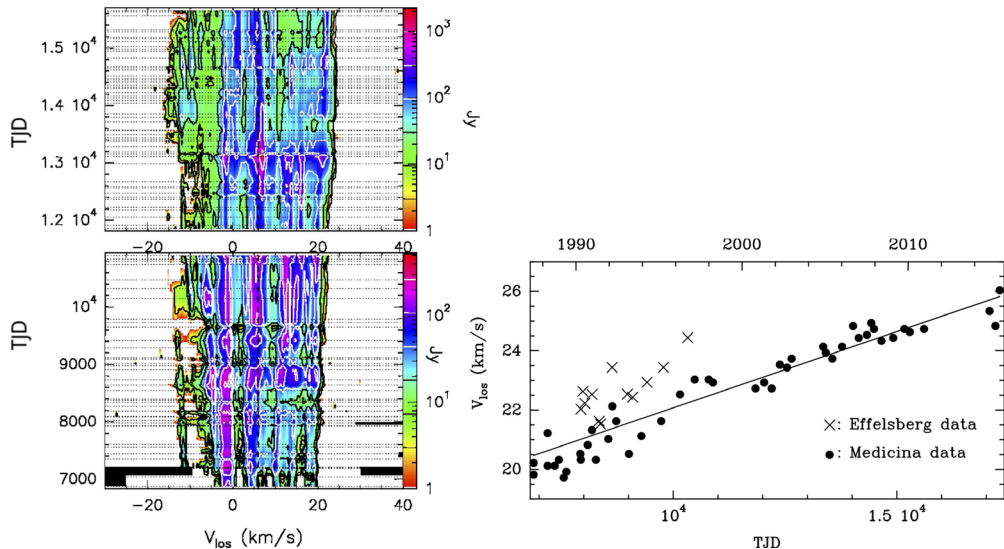 1.5 10⁴
1.4 10⁴
1.3 10⁴
1.2 10⁴
TJD
−20 0 20 40
10³
10²
10¹
1
Jy
10⁴
9000
8000
7000
TJD
−20 0 20 40
V_los (km/s)
10²
10¹
1
Jy
1990 2000 2010
26
24
22
20
V_los (km/s)
×: Effelsberg data
●: Medicina data
10⁴ 1.5 10⁴
TJD